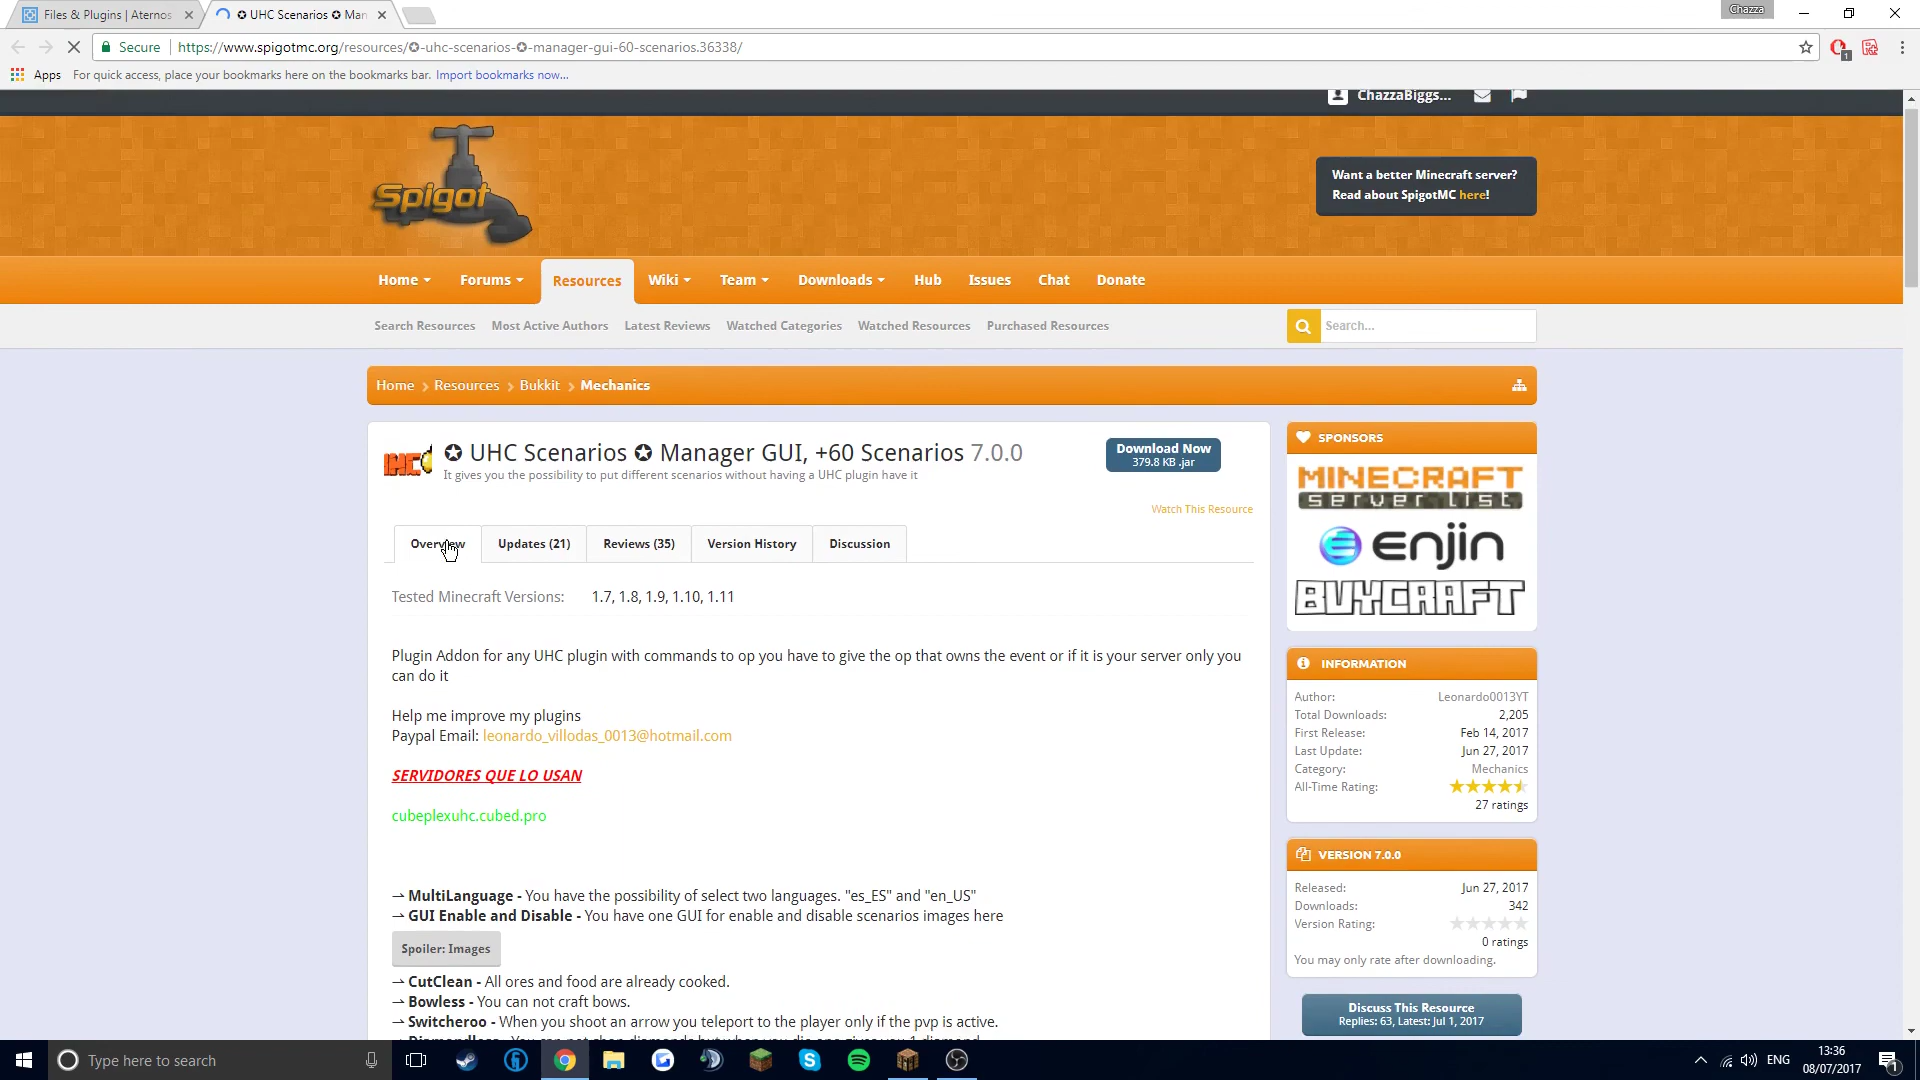 Files & Plugins | Aternos
✪ UHC Scenarios ✪ Man
Chazza
Secure
https://www.spigotmc.org/resources/✪-uhc-scenarios-✪-manager-gui-60-scenarios.36338/
1
Apps
For quick access, place your bookmarks here on the bookmarks bar. Import bookmarks now...
ChazzaBiggs...
Spigot
Want a better Minecraft server?
Read about SpigotMC here!
Home Forums Resources Wiki Team Downloads Hub Issues Chat Donate
Search Resources Most Active Authors Latest Reviews Watched Categories Watched Resources Purchased Resources
Search...
Home Resources Bukkit Mechanics
UHC
✪ UHC Scenarios ✪ Manager GUI, +60 Scenarios 7.0.0
It gives you the possibility to put different scenarios without having a UHC plugin have it
Download Now
379.8 KB .jar
Watch This Resource
Overview Updates (21) Reviews (35) Version History Discussion
Tested Minecraft Versions: 1.7, 1.8, 1.9, 1.10, 1.11
Plugin Addon for any UHC plugin with commands to op you have to give the op that owns the event or if it is your server only you
can do it
Help me improve my plugins
Paypal Email: leonardo_villodas_0013@hotmail.com
SERVIDORES QUE LO USAN
cubeplexuhc.cubed.pro
→ MultiLanguage - You have the possibility of select two languages. "es_ES" and "en_US"
→ GUI Enable and Disable - You have one GUI for enable and disable scenarios images here
Spoiler: Images
→ CutClean - All ores and food are already cooked.
→ Bowless - You can not craft bows.
→ Switcheroo - When you shoot an arrow you teleport to the player only if the pvp is active.
SPONSORS
MINECRAFT
server list
enjin
BUYCRAFT
INFORMATION
Author: Leonardo0013YT
Total Downloads: 2,205
First Release: Feb 14, 2017
Last Update: Jun 27, 2017
Category: Mechanics
All-Time Rating:
27 ratings
VERSION 7.0.0
Released: Jun 27, 2017
Downloads: 342
Version Rating:
0 ratings
You may only rate after downloading.
Discuss This Resource
Replies: 63, Latest: Jul 1, 2017
Type here to search
ENG
13:36
08/07/2017
1